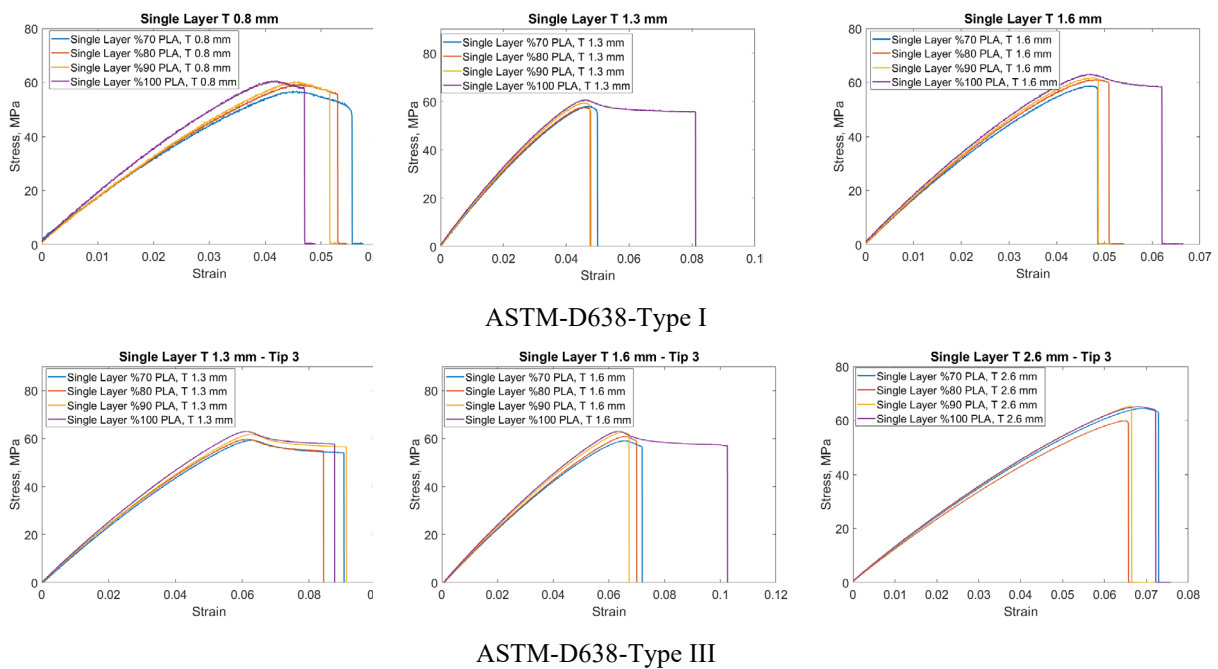 Single Layer T 0.8 mm
80
60
40
20
0
Stress, MPa
Single Layer %70 PLA, T 0.8 mm
Single Layer %80 PLA, T 0.8 mm
Single Layer %90 PLA, T 0.8 mm
Single Layer %100 PLA, T 0.8 mm
0 0.01 0.02 0.03 0.04 0.05 0.
Strain
Single Layer T 1.3 mm
80
60
40
20
0
Stress, MPa
Single Layer %70 PLA, T 1.3 mm
Single Layer %80 PLA, T 1.3 mm
Single Layer %90 PLA, T 1.3 mm
Single Layer %100 PLA, T 1.3 mm
0 0.02 0.04 0.06 0.08 0.1
Strain
Single Layer T 1.6 mm
80
60
40
20
0
Stress, MPa
Single Layer %70 PLA, T 1.6 mm
Single Layer %80 PLA, T 1.6 mm
Single Layer %90 PLA, T 1.6 mm
Single Layer %100 PLA, T 1.6 mm
0 0.01 0.02 0.03 0.04 0.05 0.06 0.07
Strain
ASTM-D638-Type I
Single Layer T 1.3 mm - Tip 3
80
60
40
20
0
Stress, MPa
Single Layer %70 PLA, T 1.3 mm
Single Layer %80 PLA, T 1.3 mm
Single Layer %90 PLA, T 1.3 mm
Single Layer %100 PLA, T 1.3 mm
0 0.02 0.04 0.06 0.08 0
Strain
Single Layer T 1.6 mm - Tip 3
80
60
40
20
0
Stress, MPa
Single Layer %70 PLA, T 1.6 mm
Single Layer %80 PLA, T 1.6 mm
Single Layer %90 PLA, T 1.6 mm
Single Layer %100 PLA, T 1.6 mm
0 0.02 0.04 0.06 0.08 0.1 0.12
Strain
Single Layer T 2.6 mm - Tip 3
80
60
40
20
0
Stress, MPa
Single Layer %70 PLA, T 2.6 mm
Single Layer %80 PLA, T 2.6 mm
Single Layer %90 PLA, T 2.6 mm
Single Layer %100 PLA, T 2.6 mm
0 0.01 0.02 0.03 0.04 0.05 0.06 0.07 0.08
Strain
ASTM-D638-Type III